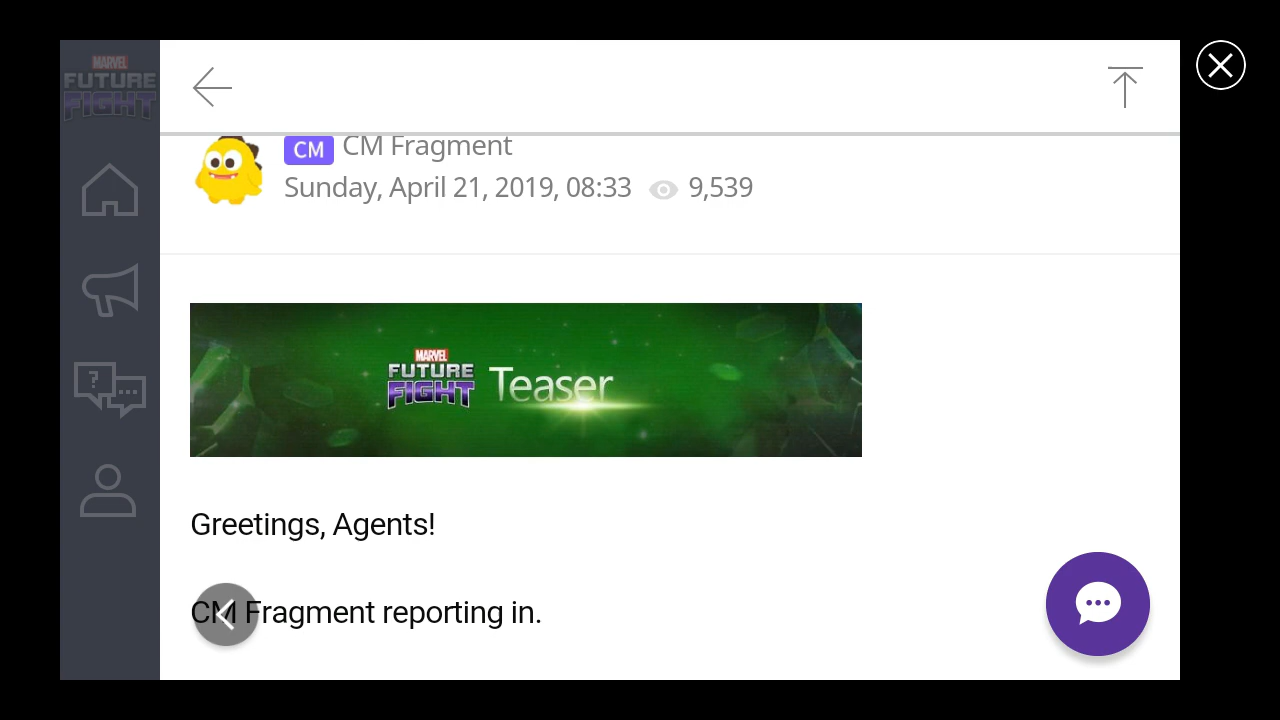 MARVEL
FUTURE
FIGHT
CM CM Fragment
Sunday, April 21, 2019, 08:33 9,539
?
MARVEL
FUTURE
FIGHT Teaser
Greetings, Agents!
CM Fragment reporting in.